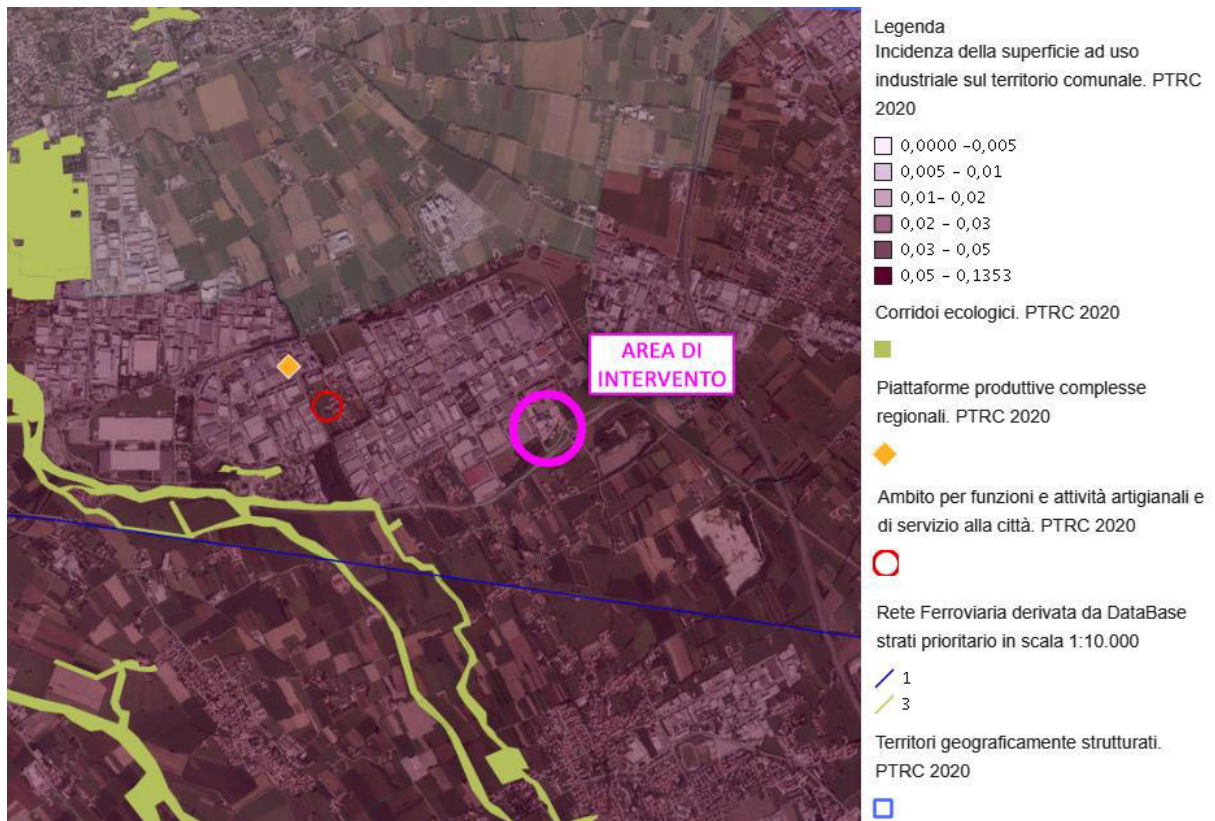 AREA DI
INTERVENTO
Legenda
Incidenza della superficie ad uso
industriale sul territorio comunale. PTRC
2020
0,0000 -0,005
0,005 - 0,01
0,01- 0,02
0,02 - 0,03
0,03 - 0,05
0,05 - 0,1353
Corridoi ecologici. PTRC 2020
Piattaforme produttive complesse
regionali. PTRC 2020
Ambito per funzioni e attività artigianali e
di servizio alla città. PTRC 2020
Rete Ferroviaria derivata da DataBase
strati prioritario in scala 1:10.000
1
3
Territori geograficamente strutturati.
PTRC 2020